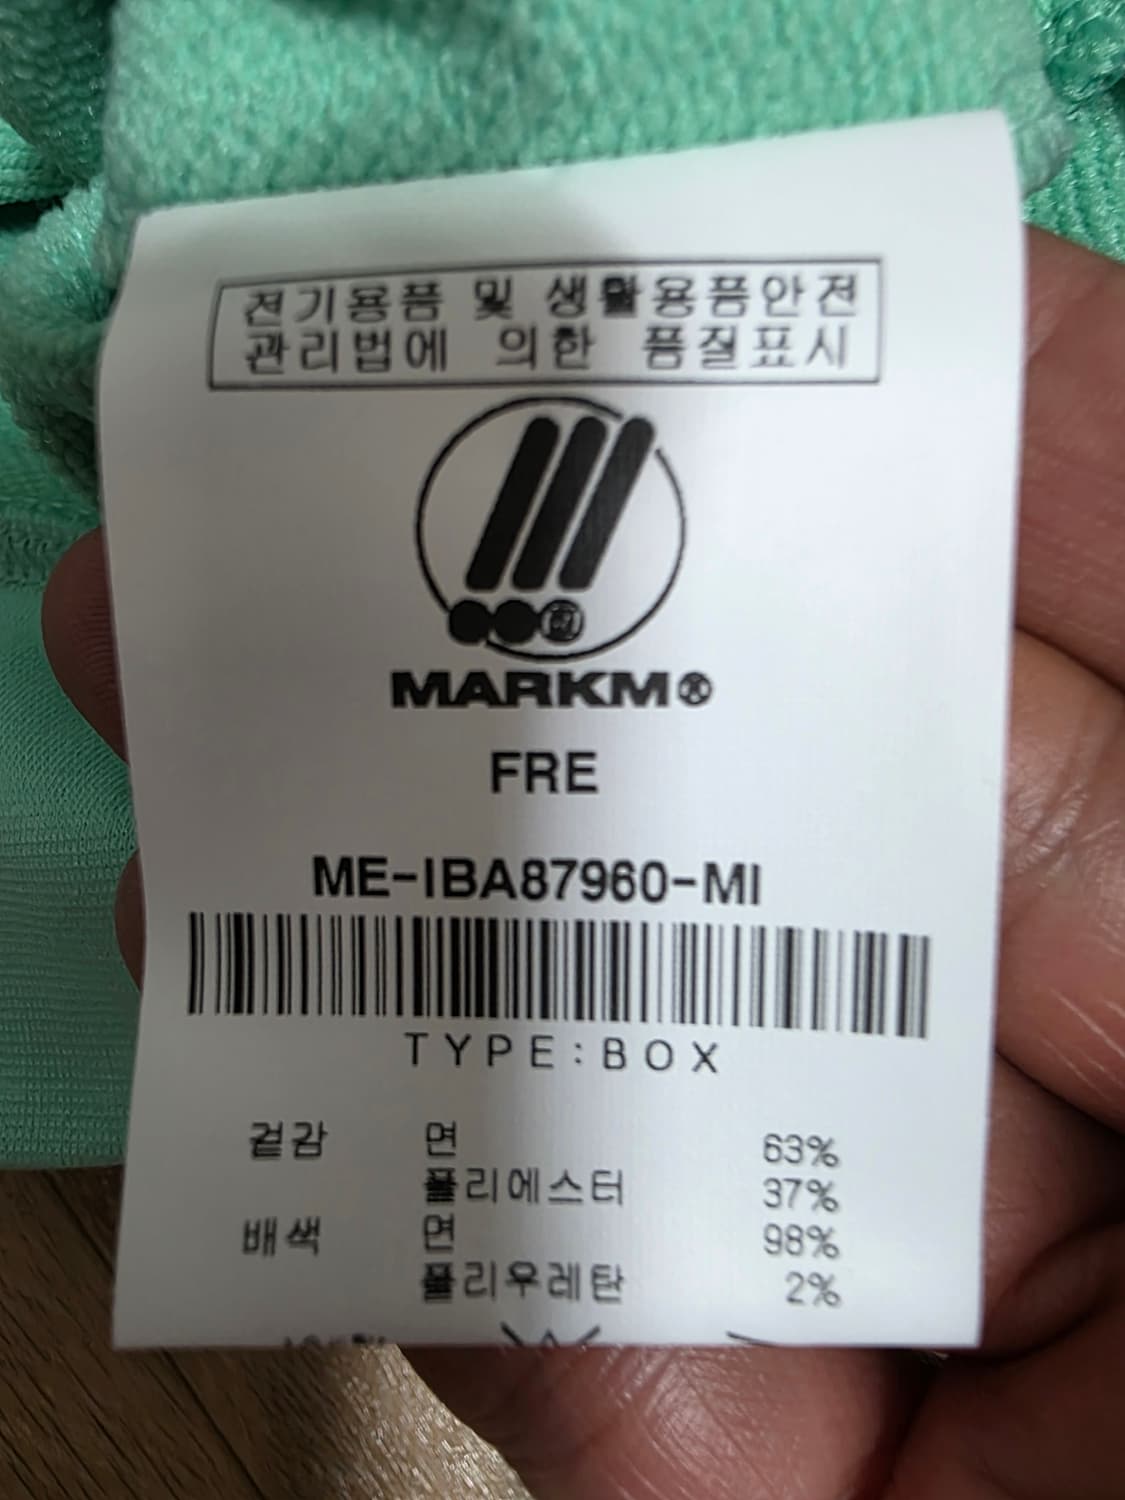 전기용품 및 생활용품안전
관리법에 의한 품질표시
MARKM®
FRE
ME-IBA87960-MI
TYPE:BOX
겉감 면 63%
폴리에스터 37%
배색 면 98%
폴리우레탄 2%